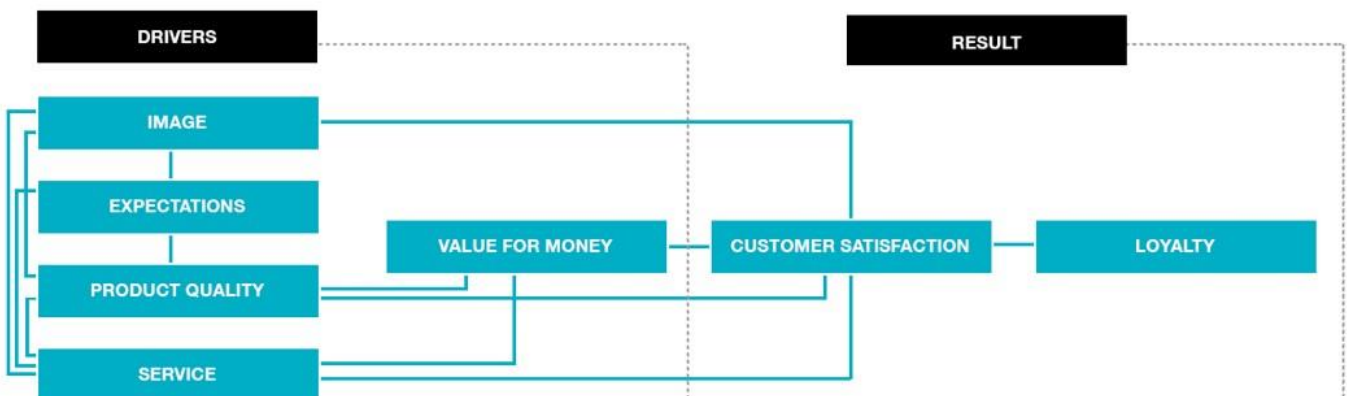 DRIVERS
RESULT
IMAGE
EXPECTATIONS
VALUE FOR MONEY
CUSTOMER SATISFACTION
LOYALTY
PRODUCT QUALITY
SERVICE